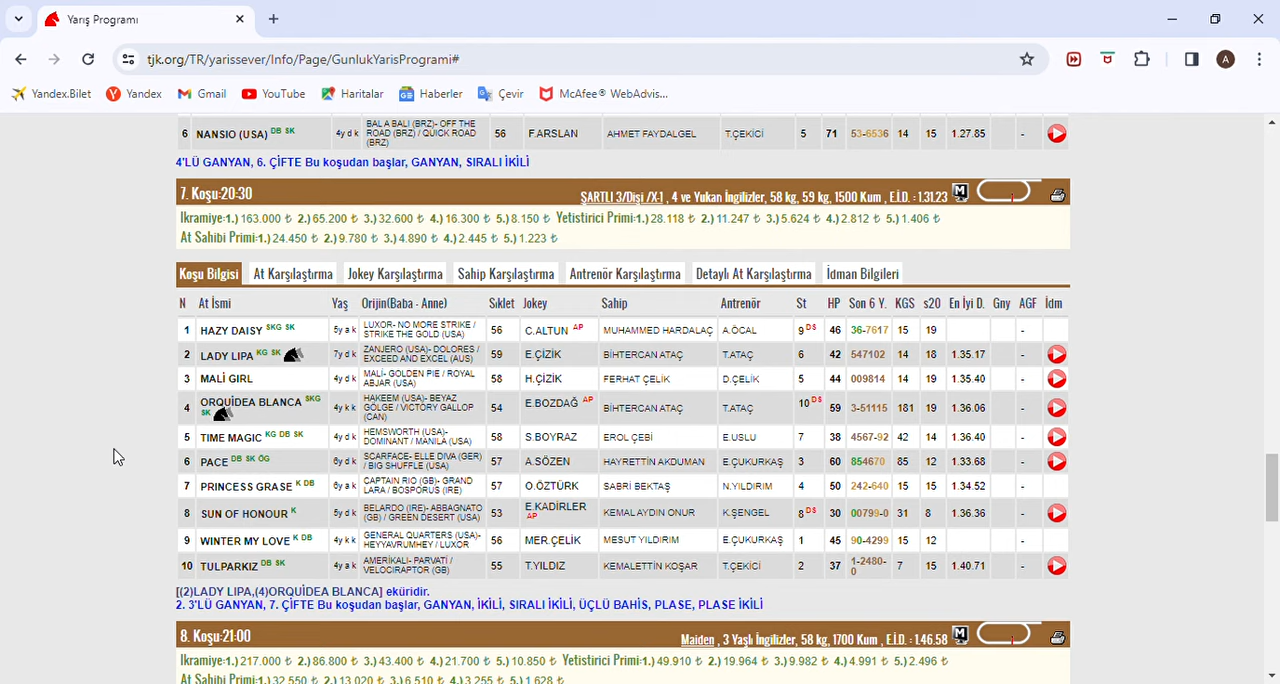 Yarış Programı
tjk.org/TR/yarissever/Info/Page/GunlukYarisProgrami#
A
Yandex.Bilet Yandex Gmail YouTube Haritalar Haberler Çevir McAfee® WebAdvis...
6 NANSIO (USA) DB SK 4y d k BAL A BALI (BRZ)- OFF THE ROAD (BRZ) / QUICK ROAD (BRZ) 56 F.ARSLAN AHMET FAYDALGEL T.ÇEKİCİ 5 71 53-6536 14 15 1.27.85 -
4'LÜ GANYAN, 6. ÇİFTE Bu koşudan başlar, GANYAN, SIRALI İKİLİ
7. Koşu:20:30 ŞARTLI 3/Dişi /X-1 , 4 ve Yukarı İngilizler, 58 kg, 59 kg, 1500 Kum , E.İ.D. : 1.31.23 M
Ikramiye:1.) 163.000 ₺ 2.) 65.200 ₺ 3.) 32.600 ₺ 4.) 16.300 ₺ 5.) 8.150 ₺ Yetistirici Primi:1.) 28.118 ₺ 2.) 11.247 ₺ 3.) 5.624 ₺ 4.) 2.812 ₺ 5.) 1.406 ₺
At Sahibi Primi:1.) 24.450 ₺ 2.) 9.780 ₺ 3.) 4.890 ₺ 4.) 2.445 ₺ 5.) 1.223 ₺
Koşu Bilgisi At Karşılaştırma Jokey Karşılaştırma Sahip Karşılaştırma Antrenör Karşılaştırma Detaylı At Karşılaştırma İdman Bilgileri
N At İsmi Yaş Orijin(Baba - Anne) Sıklet Jokey Sahip Antrenör St HP Son 6 Y. KGS s20 En İyi D. Gny AGF İdm
1 HAZY DAISY SKG SK 5y a k LUXOR- NO MORE STRIKE / STRIKE THE GOLD (USA) 56 C.ALTUN AP MUHAMMED HARDALAÇ A.ÖCAL 9 DS 46 36-7617 15 19 -
2 LADY LIPA KG SK 7y d k ZANJERO (USA)- DOLORES / EXCEED AND EXCEL (AUS) 59 E.ÇİZİK BİHTERCAN ATAÇ T.ATAÇ 6 42 547102 14 18 1.35.17 -
3 MALİ GIRL 4y d k MALİ- GOLDEN PIE / ROYAL ABJAR (USA) 58 H.ÇİZİK FERHAT ÇELİK D.ÇELİK 5 44 009814 14 19 1.35.40 -
4 ORQUİDEA BLANCA SKG SK 4y k k HAKEEM (USA)- BEYAZ GÖLGE / VICTORY GALLOP (CAN) 54 E.BOZDAĞ AP BİHTERCAN ATAÇ T.ATAÇ 10 DS 59 3-51115 181 19 1.36.06 -
5 TIME MAGIC KG DB SK 4y d k HEMSWORTH (USA)- DOMINANT / MANILA (USA) 58 S.BOYRAZ EROL ÇEBİ E.USLU 7 38 4567-92 42 14 1.36.40 -
6 PACE DB SK ÖG 6y d k SCARFACE- ELLE DIVA (GER) / BIG SHUFFLE (USA) 57 A.SÖZEN HAYRETTİN AKDUMAN E.ÇUKURKAŞ 3 60 854670 85 12 1.33.68 -
7 PRINCESS GRASE K DB 6y a k CAPTAIN RIO (GB)- GRAND LARA / BOSPORUS (IRE) 57 O.ÖZTÜRK SABRİ BEKTAŞ N.YILDIRIM 4 50 242-640 15 15 1.34.52 -
8 SUN OF HONOUR K 5y d k BELARDO (IRE)- ABBAGNATO (GB) / GREEN DESERT (USA) 53 E.KADİRLER AP KEMAL AYDIN ONUR K.ŞENGEL 8 DS 30 00799-0 31 8 1.36.36 -
9 WINTER MY LOVE K DB 4y k k GENERAL QUARTERS (USA)- HEYYAVRUMHEY / LUXOR 56 MER.ÇELİK MESUT YILDIRIM E.ÇUKURKAŞ 1 45 90-4299 15 12 -
10 TULPARKIZ DB SK 4y a k AMERİKALI- PARVATİ / VELOCIRAPTOR (GB) 55 T.YILDIZ KEMALETTİN KOŞAR T.ÇEKİCİ 2 37 1-2480-0 7 15 1.40.71 -
[(2)LADY LIPA,(4)ORQUİDEA BLANCA] eküridir.
2. 3'LÜ GANYAN, 7. ÇİFTE Bu koşudan başlar, GANYAN, İKİLİ, SIRALI İKİLİ, ÜÇLÜ BAHİS, PLASE, PLASE İKİLİ
8. Koşu:21:00 Maiden , 3 Yaşlı İngilizler, 58 kg, 1700 Kum , E.İ.D. : 1.46.58 M
Ikramiye:1.) 217.000 ₺ 2.) 86.800 ₺ 3.) 43.400 ₺ 4.) 21.700 ₺ 5.) 10.850 ₺ Yetistirici Primi:1.) 49.910 ₺ 2.) 19.964 ₺ 3.) 9.982 ₺ 4.) 4.991 ₺ 5.) 2.496 ₺
At Sahibi Primi:1.) 32.550 ₺ 2.) 13.020 ₺ 3.) 6.510 ₺ 4.) 3.255 ₺ 5.) 1.628 ₺